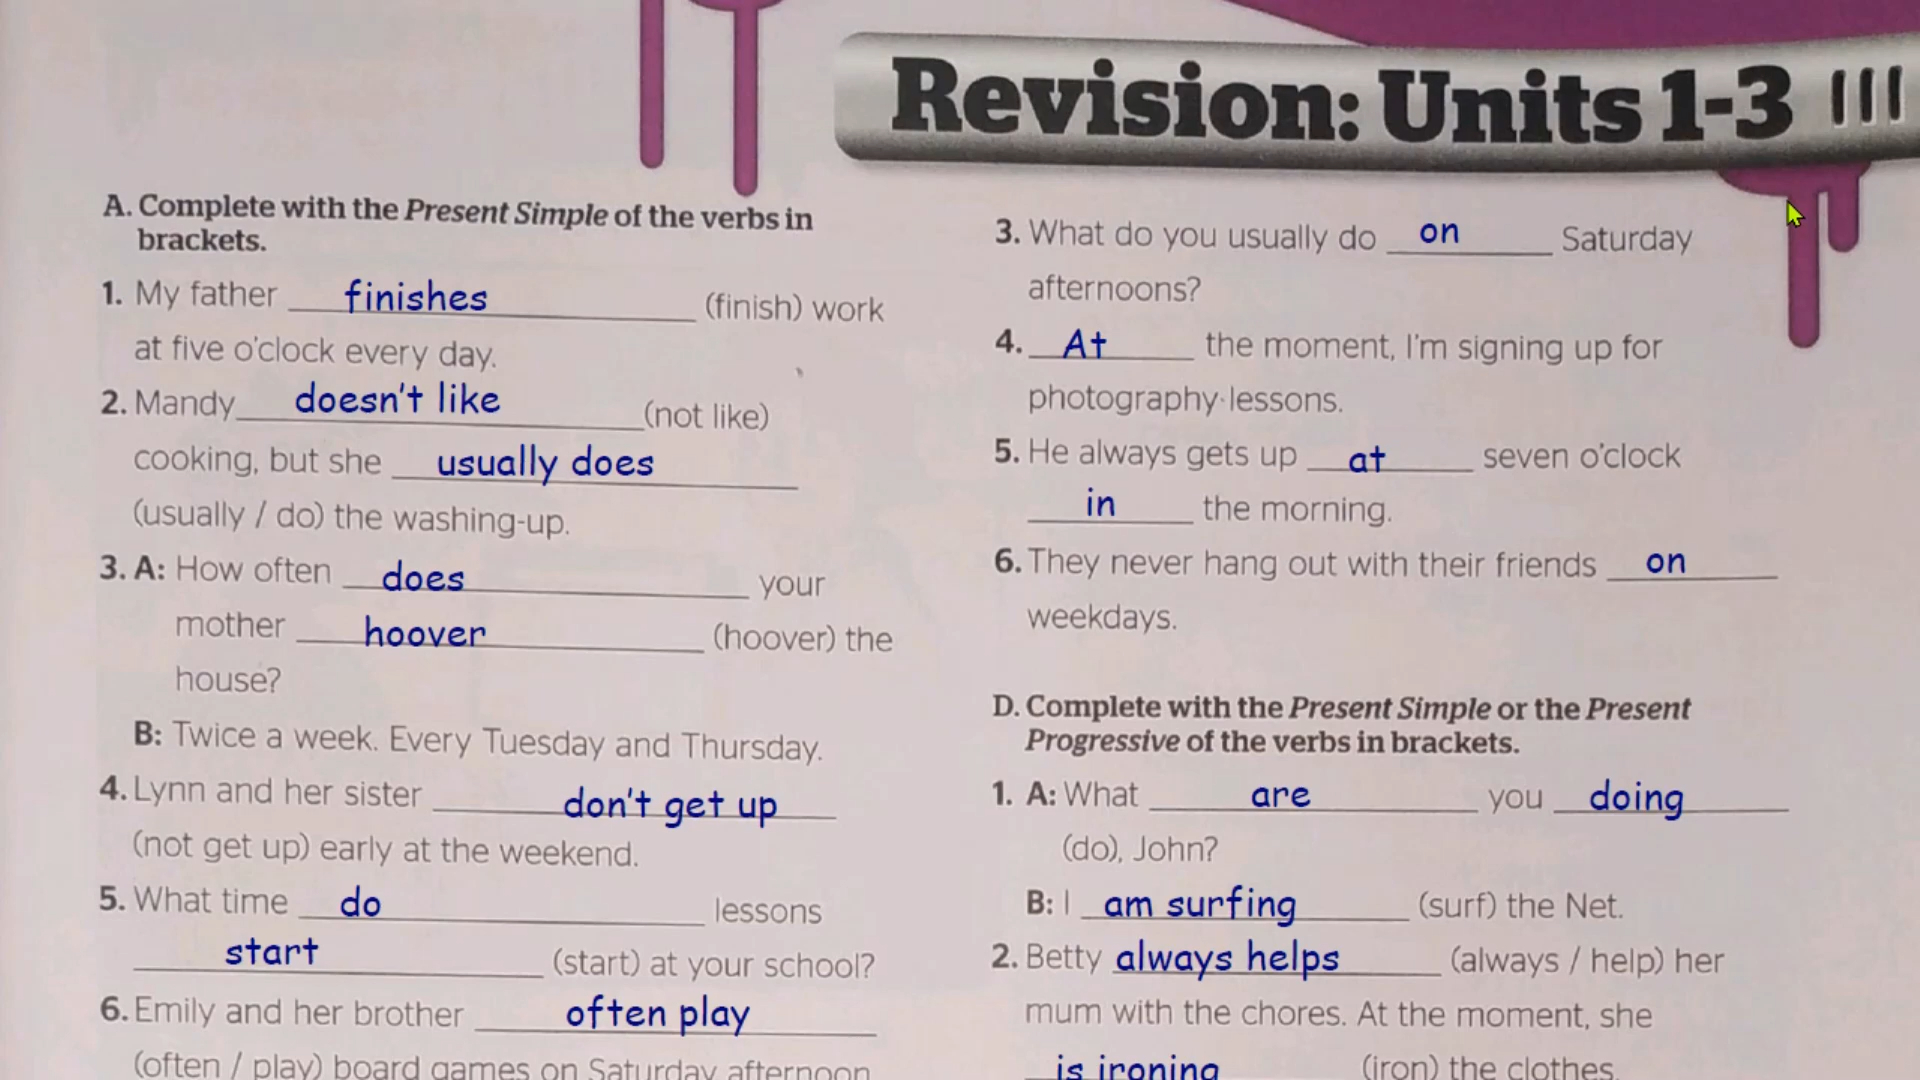 Revision: Units 1-3
A. Complete with the Present Simple of the verbs in
brackets.
1. My father finishes (finish) work
at five o'clock every day.
2. Mandy doesn't like (not like)
cooking, but she usually does
(usually / do) the washing-up.
3. A: How often does your
mother hoover (hoover) the
house?
B: Twice a week. Every Tuesday and Thursday.
4. Lynn and her sister don't get up
(not get up) early at the weekend.
5. What time do lessons
start (start) at your school?
6. Emily and her brother often play
(often / play) board games on Saturday afternoon
3. What do you usually do on Saturday
afternoons?
4. At the moment, I'm signing up for
photography lessons.
5. He always gets up at seven o'clock
in the morning.
6. They never hang out with their friends on
weekdays.
D. Complete with the Present Simple or the Present
Progressive of the verbs in brackets.
1. A: What are you doing
(do), John?
B: I am surfing (surf) the Net.
2. Betty always helps (always / help) her
mum with the chores. At the moment, she
is ironing (iron) the clothes.